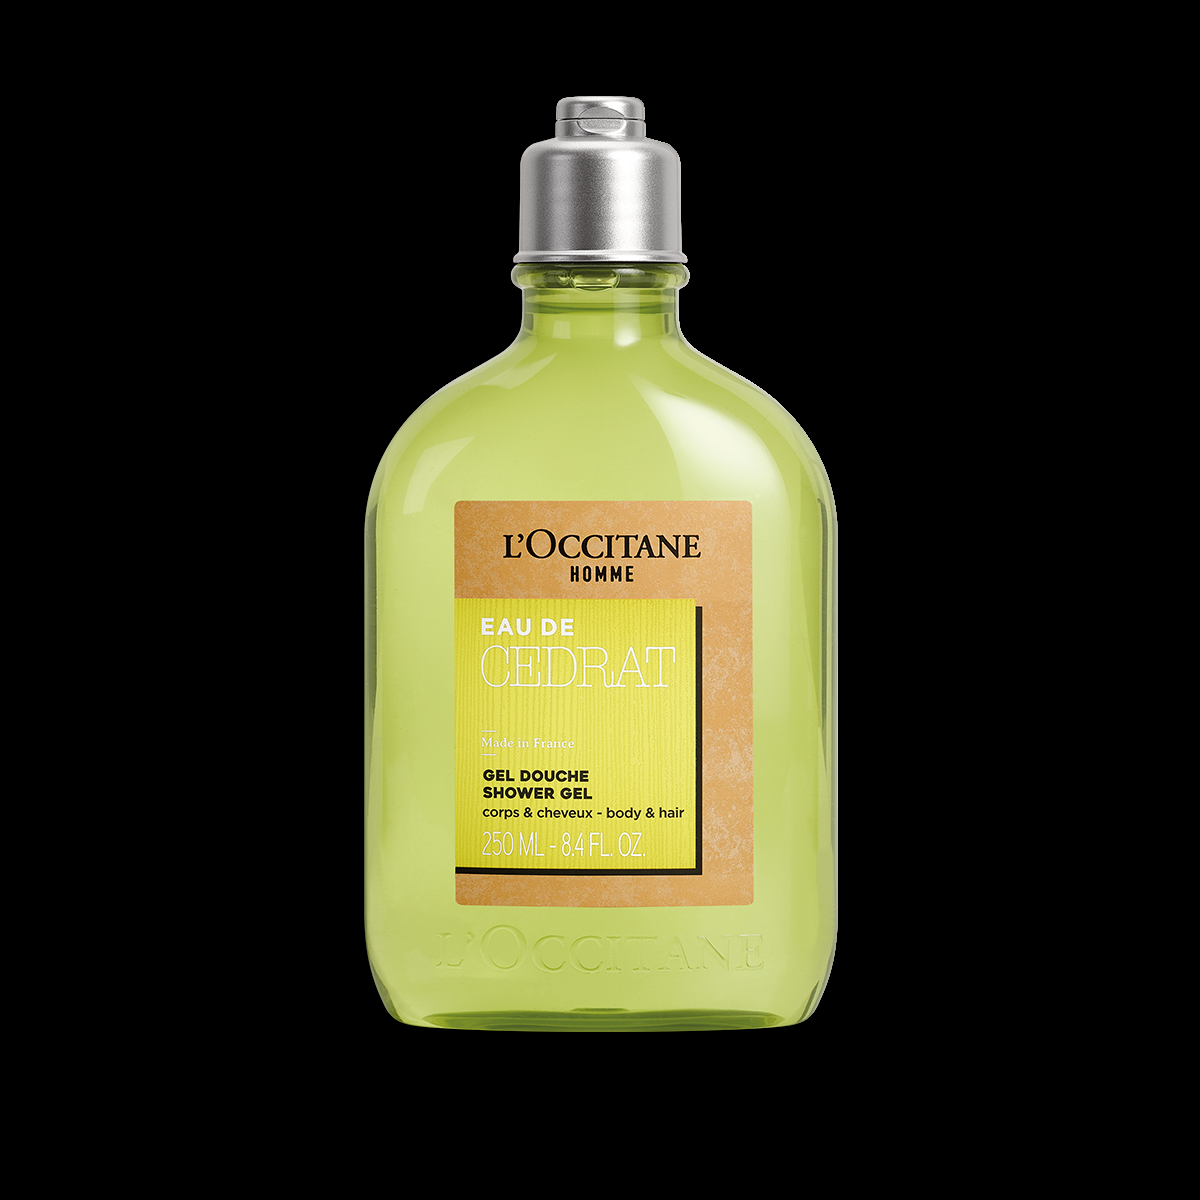 L'OCCITANE
HOMME
EAU DE
CEDRAT
Made in France
GEL DOUCHE
SHOWER GEL
corps & cheveux - body & hair
250 ML - 8.4 FL. OZ.
L'OCCITANE